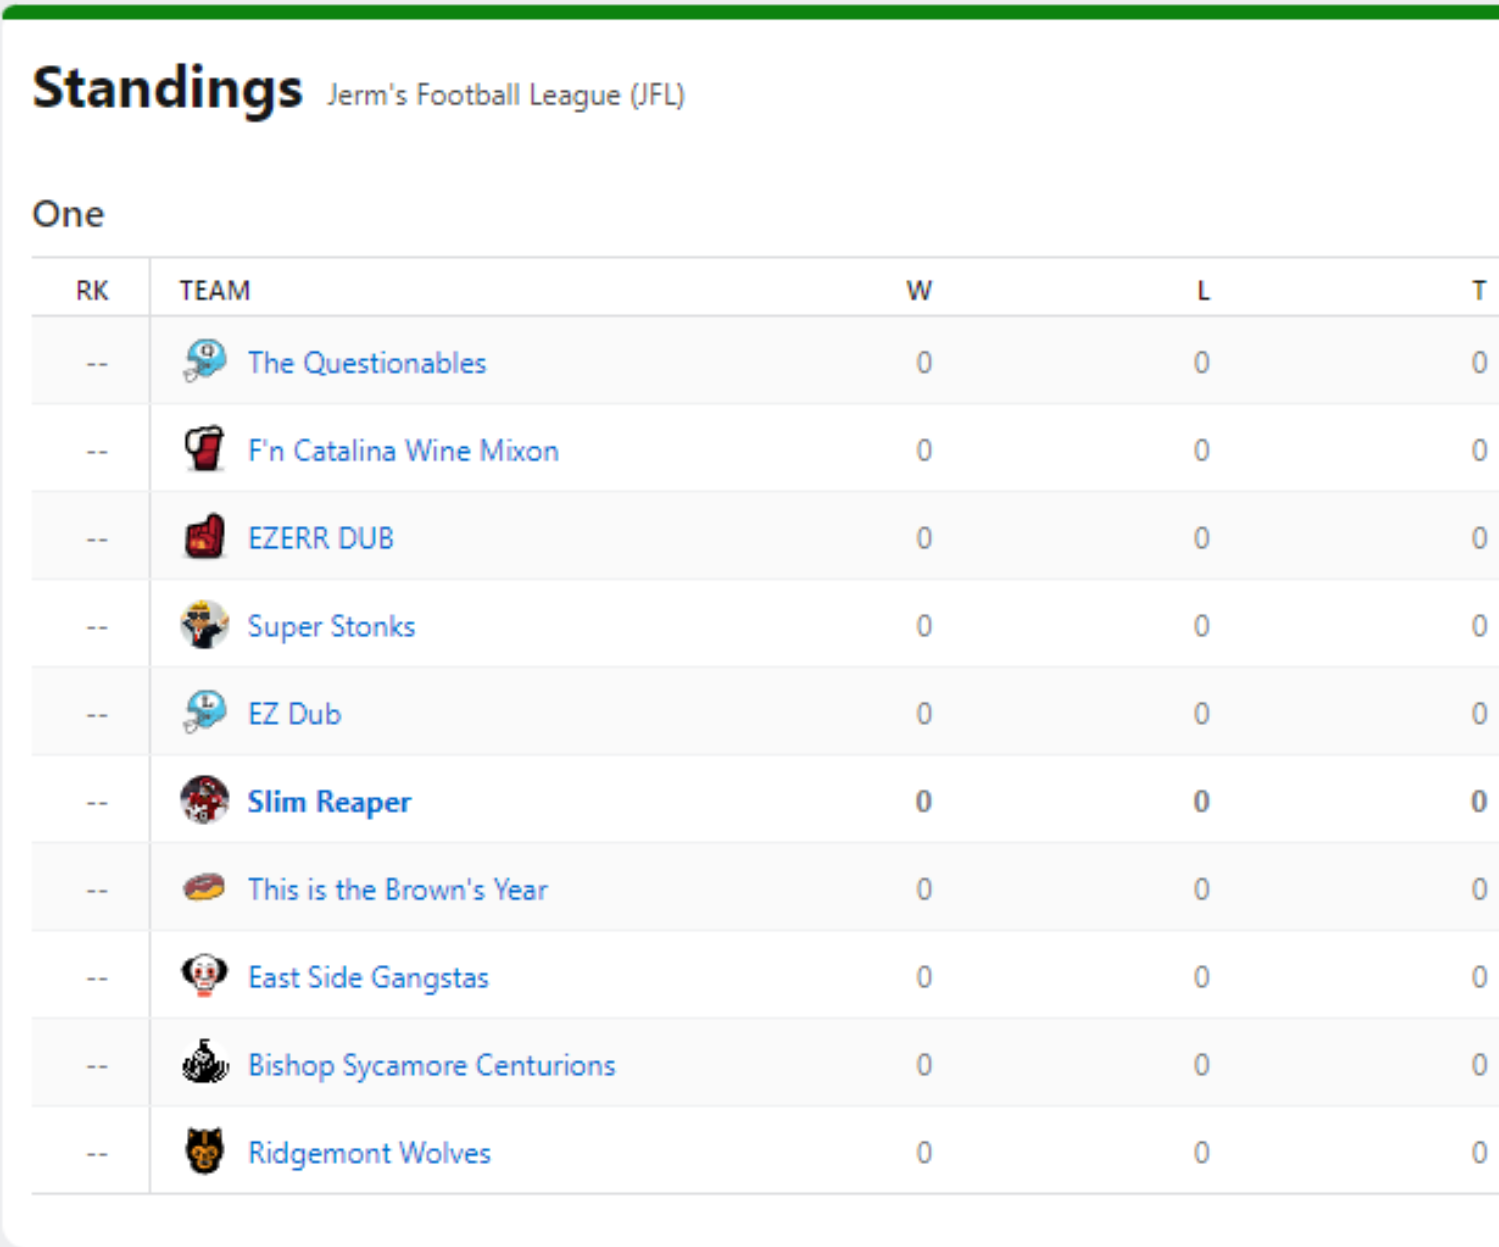 Standings Jerm's Football League (JFL)
One
RK TEAM W L T
-- The Questionables 0 0 0
-- F'n Catalina Wine Mixon 0 0 0
-- EZERR DUB 0 0 0
-- Super Stonks 0 0 0
-- EZ Dub 0 0 0
-- Slim Reaper 0 0 0
-- This is the Brown's Year 0 0 0
-- East Side Gangstas 0 0 0
-- Bishop Sycamore Centurions 0 0 0
-- Ridgemont Wolves 0 0 0